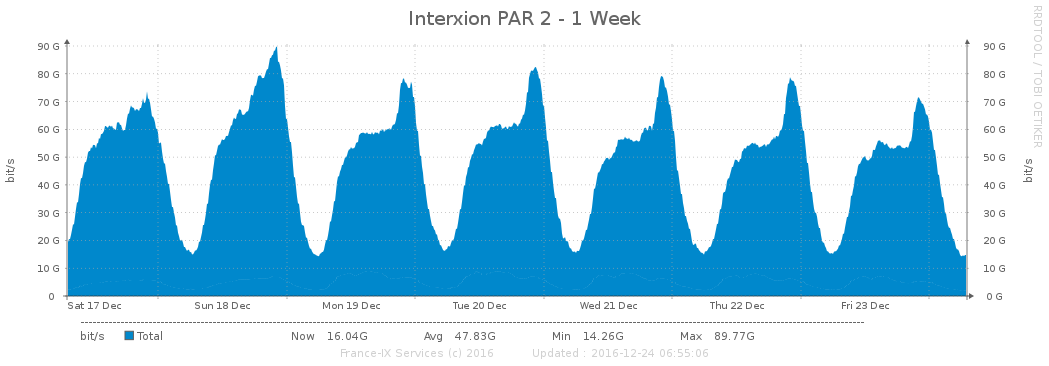 Interxion PAR 2 - 1 Week
RRDTOOL / TOBI OETIKER
90 G 90 G
80 G 80 G
70 G 70 G
60 G 60 G
50 G 50 G
40 G 40 G
30 G 30 G
20 G 20 G
10 G 10 G
0 0 G
bit/s bit/s
Sat 17 Dec Sun 18 Dec Mon 19 Dec Tue 20 Dec Wed 21 Dec Thu 22 Dec Fri 23 Dec
bit/s Total Now 16.04G Avg 47.83G Min 14.26G Max 89.77G
France-IX Services (c) 2016 Updated : 2016-12-24 06:55:06